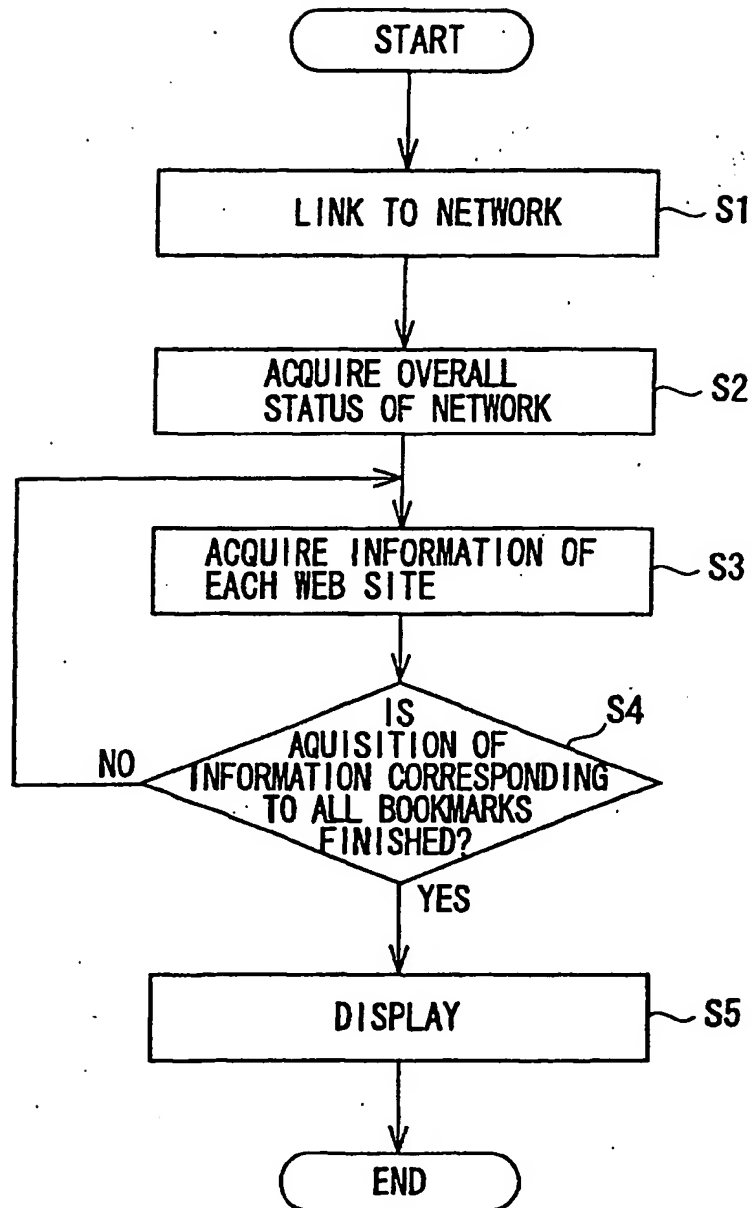 START
LINK TO NETWORK
S1
ACQUIRE OVERALL
STATUS OF NETWORK
S2
ACQUIRE INFORMATION OF
EACH WEB SITE
S3
IS
AQUISITION OF
INFORMATION CORRESPONDING
TO ALL BOOKMARKS
FINISHED?
S4
NO
YES
DISPLAY
S5
END